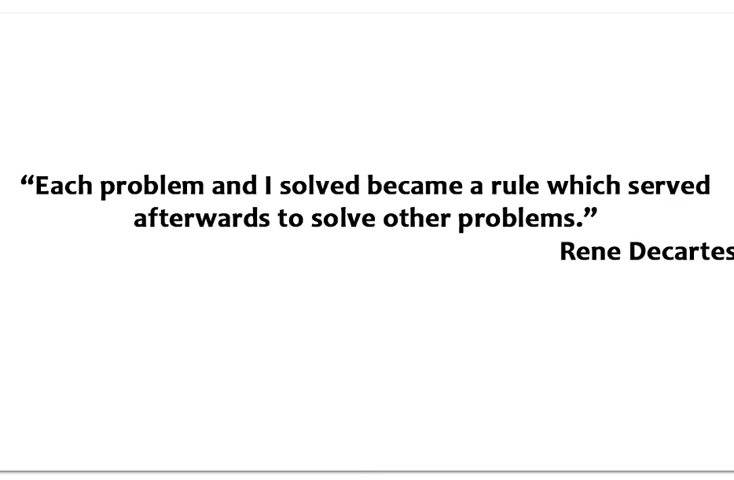 “Each problem and I solved became a rule which served
afterwards to solve other problems.”
Rene Decartes